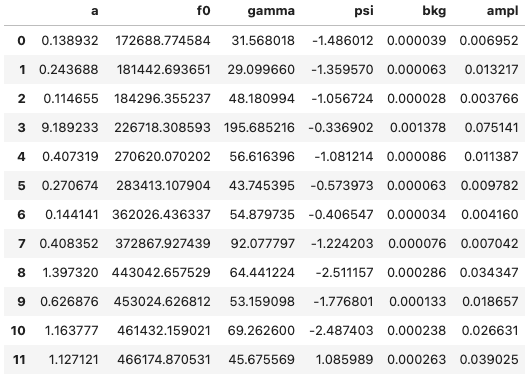 a f0 gamma psi bkg ampl
0 0.138932 172688.774584 31.568018 -1.486012 0.000039 0.006952
1 0.243688 181442.693651 29.099660 -1.359570 0.000063 0.013217
2 0.114655 184296.355237 48.180994 -1.056724 0.000028 0.003766
3 9.189233 226718.308593 195.685216 -0.336902 0.001378 0.075141
4 0.407319 270620.070202 56.616396 -1.081214 0.000086 0.011387
5 0.270674 283413.107904 43.745395 -0.573973 0.000063 0.009782
6 0.144141 362026.436337 54.879735 -0.406547 0.000034 0.004160
7 0.408352 372867.927439 92.077797 -1.224203 0.000076 0.007042
8 1.397320 443042.657529 64.441224 -2.511157 0.000286 0.034347
9 0.626876 453024.626812 53.159098 -1.776801 0.000133 0.018657
10 1.163777 461432.159021 69.262600 -2.487403 0.000238 0.026631
11 1.127121 466174.870531 45.675569 1.085989 0.000263 0.039025